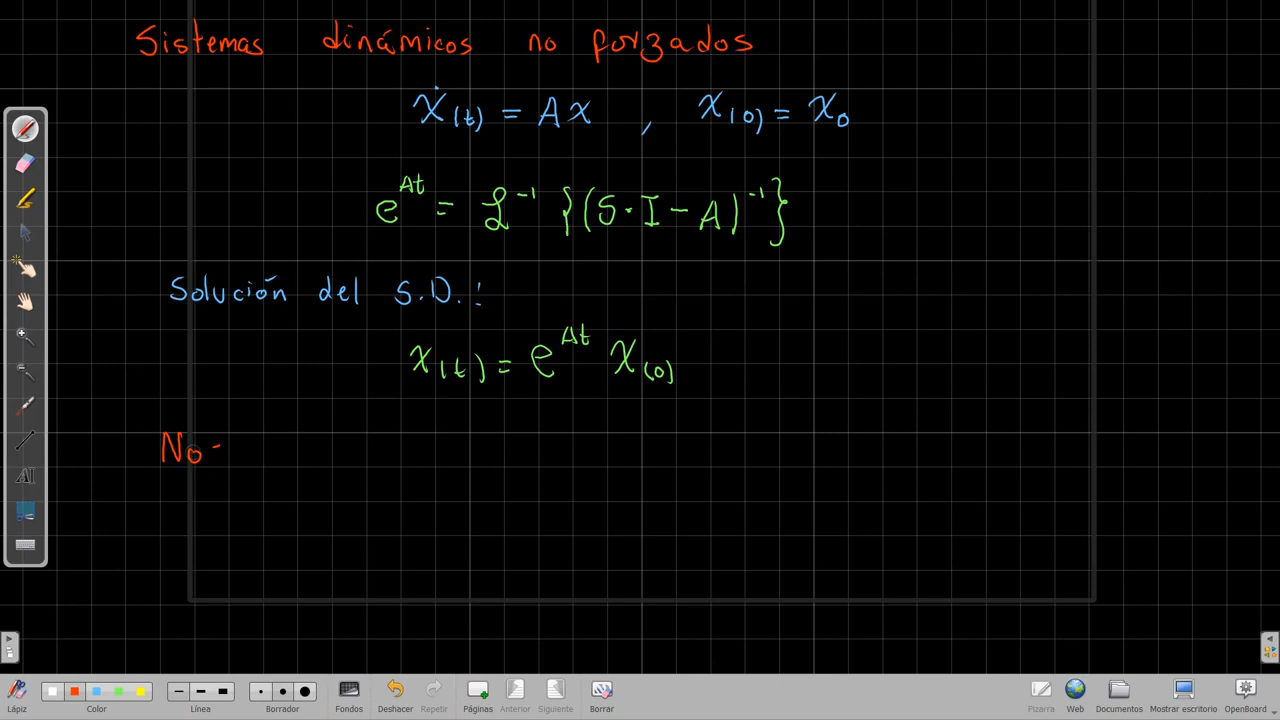 Sistemas dinámicos no forzados
ẋ(t) = Ax , x(0) = x₀
e^{At} = ℒ⁻¹ {(S·I - A)⁻¹}
Solución del S.D.:
x(t) = e^{At} x(0)
No-
Lápiz Color Línea Borrador Fondos Deshacer Repetir Páginas Anterior Siguiente Borrar Pizarra Web Documentos Mostrar escritorio OpenBoard